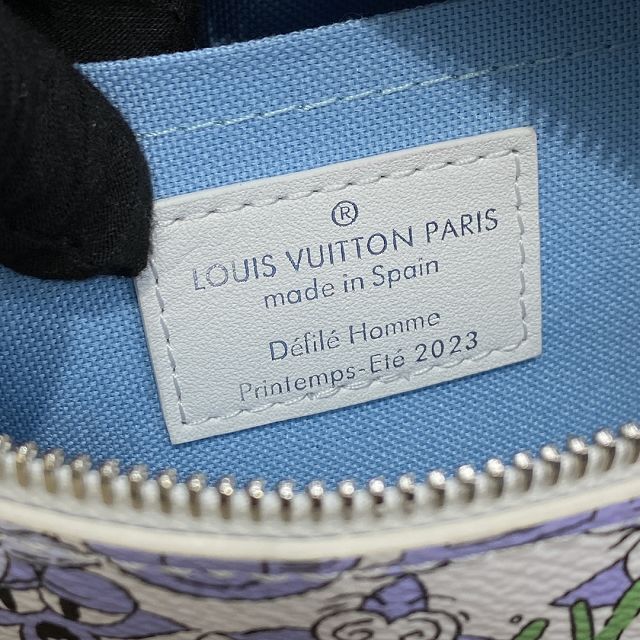 ®
LOUIS VUITTON PARIS
made in Spain
Défilé Homme
Printemps-Eté 2023